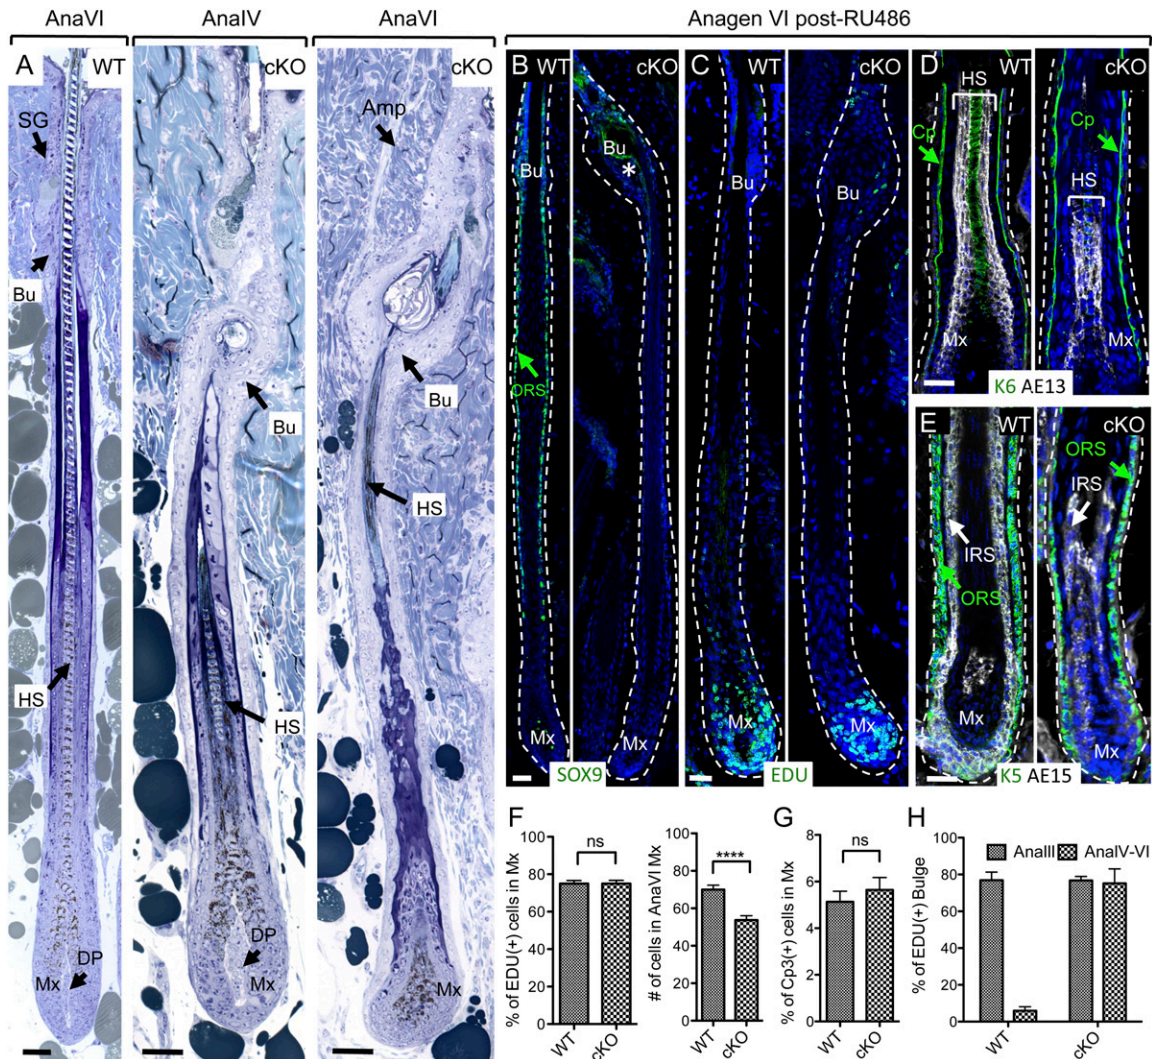 AnaVI AnaIV AnaVI Anagen VI post-RU486
A WT cKO cKO B WT cKO C WT cKO D WT cKO
SG
Bu
HS
DP
Mx
Bu
HS
DP
Mx
Amp
Bu
HS
Mx
Bu
ORS
Mx
SOX9
Bu
*
Mx
Bu
Mx
EDU
Bu
Mx
HS
Cp
Mx
K6 AE13
Cp
HS
Mx
E WT cKO
IRS
ORS
Mx
K5 AE15
ORS
IRS
Mx
F
% of EDU(+) cells in Mx
100
80
60
40
20
0
ns
WT cKO
# of cells in AnaVI Mx
100
80
60
40
20
0
****
WT cKO
G
% of Cp3(+) cells in Mx
8
6
4
2
0
ns
WT cKO
H
AnaIII AnaIV-VI
% of EDU(+) Bulge
100
80
60
40
20
0
WT cKO